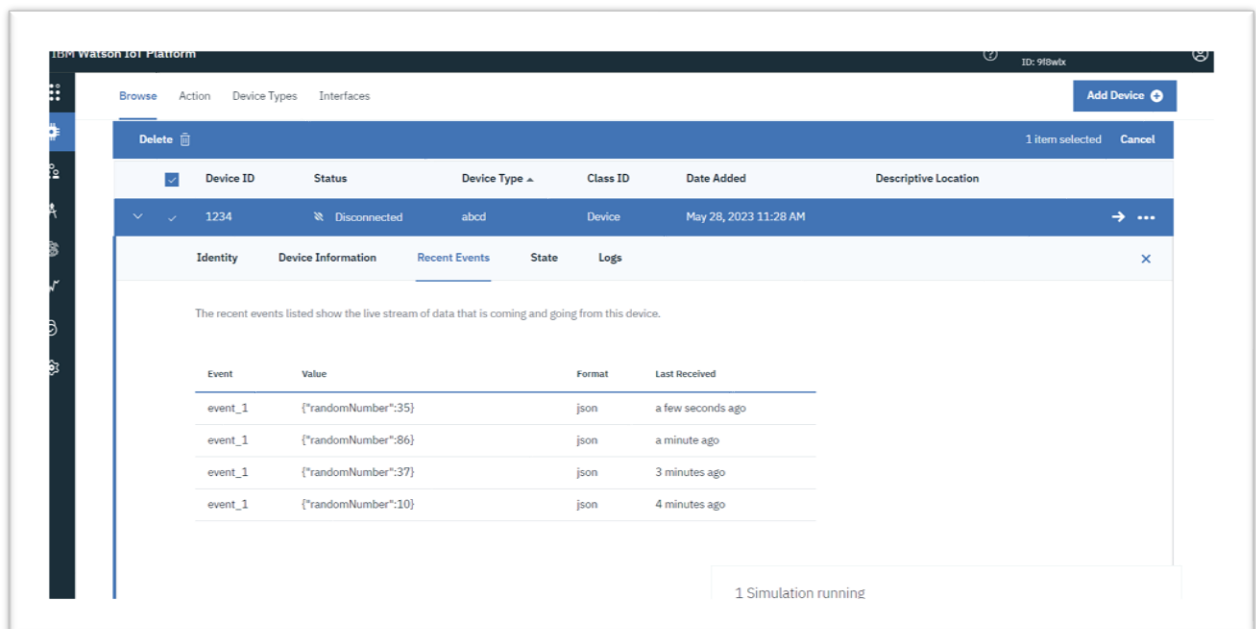 IBM Watson IoT Platform
ID: 9f8wlx
Browse Action Device Types Interfaces Add Device
Delete 1 item selected Cancel
Device ID Status Device Type Class ID Date Added Descriptive Location
1234 Disconnected abcd Device May 28, 2023 11:28 AM
Identity Device Information Recent Events State Logs
The recent events listed show the live stream of data that is coming and going from this device.
Event Value Format Last Received
event_1 {"randomNumber":35} json a few seconds ago
event_1 {"randomNumber":86} json a minute ago
event_1 {"randomNumber":37} json 3 minutes ago
event_1 {"randomNumber":10} json 4 minutes ago
1 Simulation running